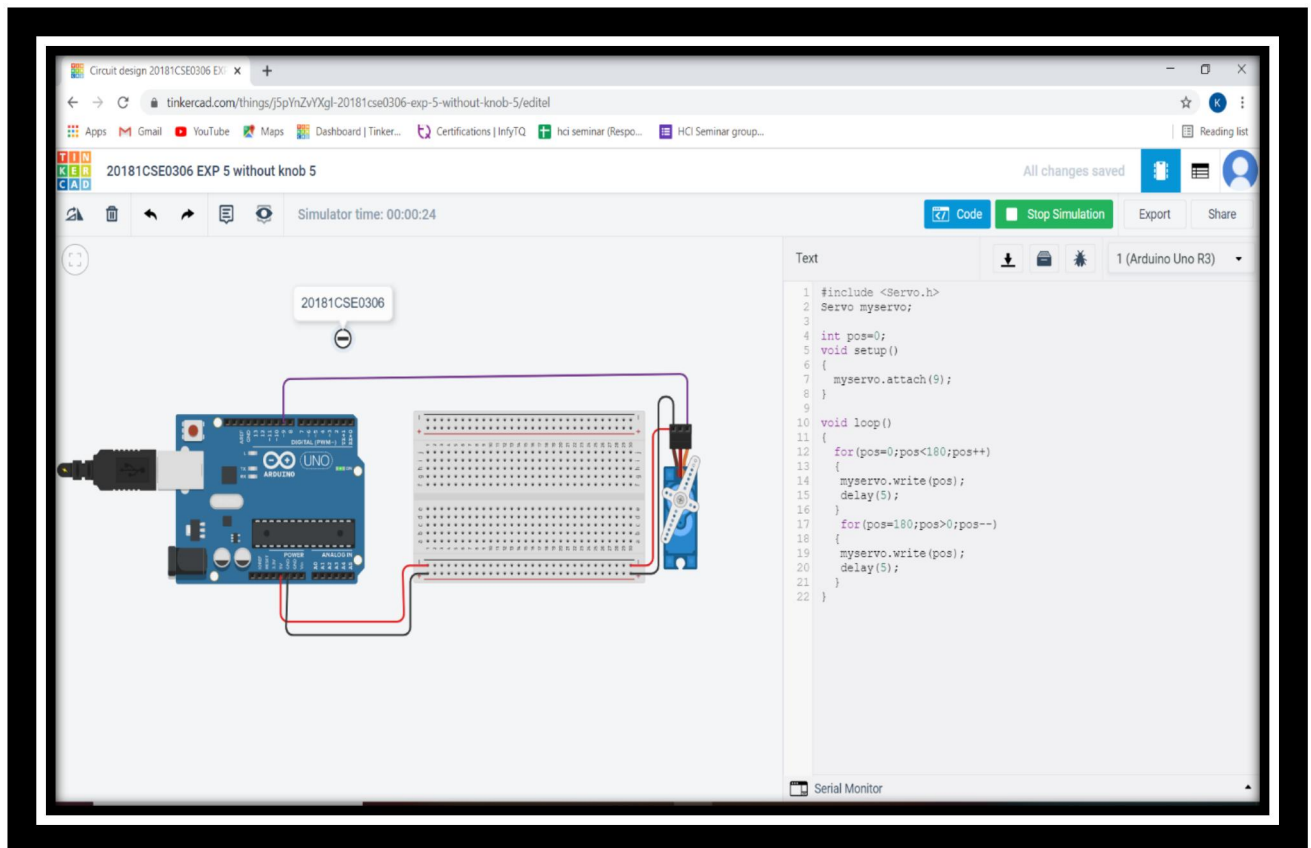 Circuit design 20181CSE0306 EX
tinkercad.com/things/j5pYnZvYXgl-20181cse0306-exp-5-without-knob-5/editel
K
Apps Gmail YouTube Maps Dashboard | Tinker... Certifications | InfyTQ hci seminar (Respo... HCI Seminar group... Reading list
TIN
KER
CAD
20181CSE0306 EXP 5 without knob 5
All changes saved
Simulator time: 00:00:24
Code
Stop Simulation
Export
Share
Text
1 (Arduino Uno R3)
20181CSE0306
DIGITAL (PWM~)
UNO
ARDUINO
POWER
ANALOG IN
1 #include <Servo.h>
2 Servo myservo;
3
4 int pos=0;
5 void setup()
6 {
7 myservo.attach(9);
8 }
9
10 void loop()
11 {
12 for(pos=0;pos<180;pos++)
13 {
14 myservo.write(pos);
15 delay(5);
16 }
17 for(pos=180;pos>0;pos--)
18 {
19 myservo.write(pos);
20 delay(5);
21 }
22 }
Serial Monitor